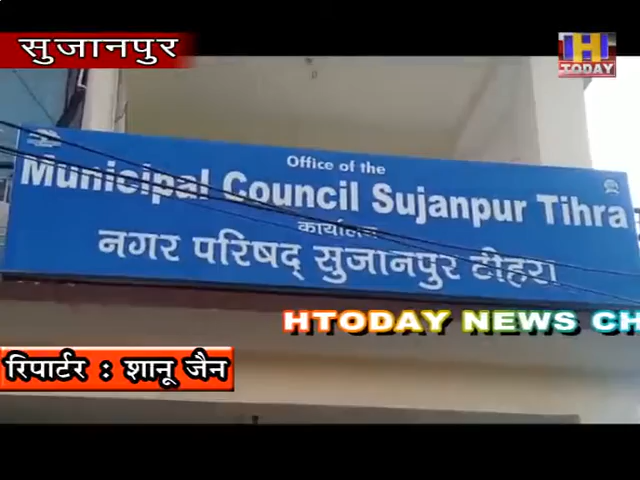 सुजानपुर
H
TODAY
Office of the
Municipal Council Sujanpur Tihra
कार्यालय
नगर परिषद् सुजानपुर टीहरा
HTODAY NEWS CH
रिपार्टर : शानू जैन